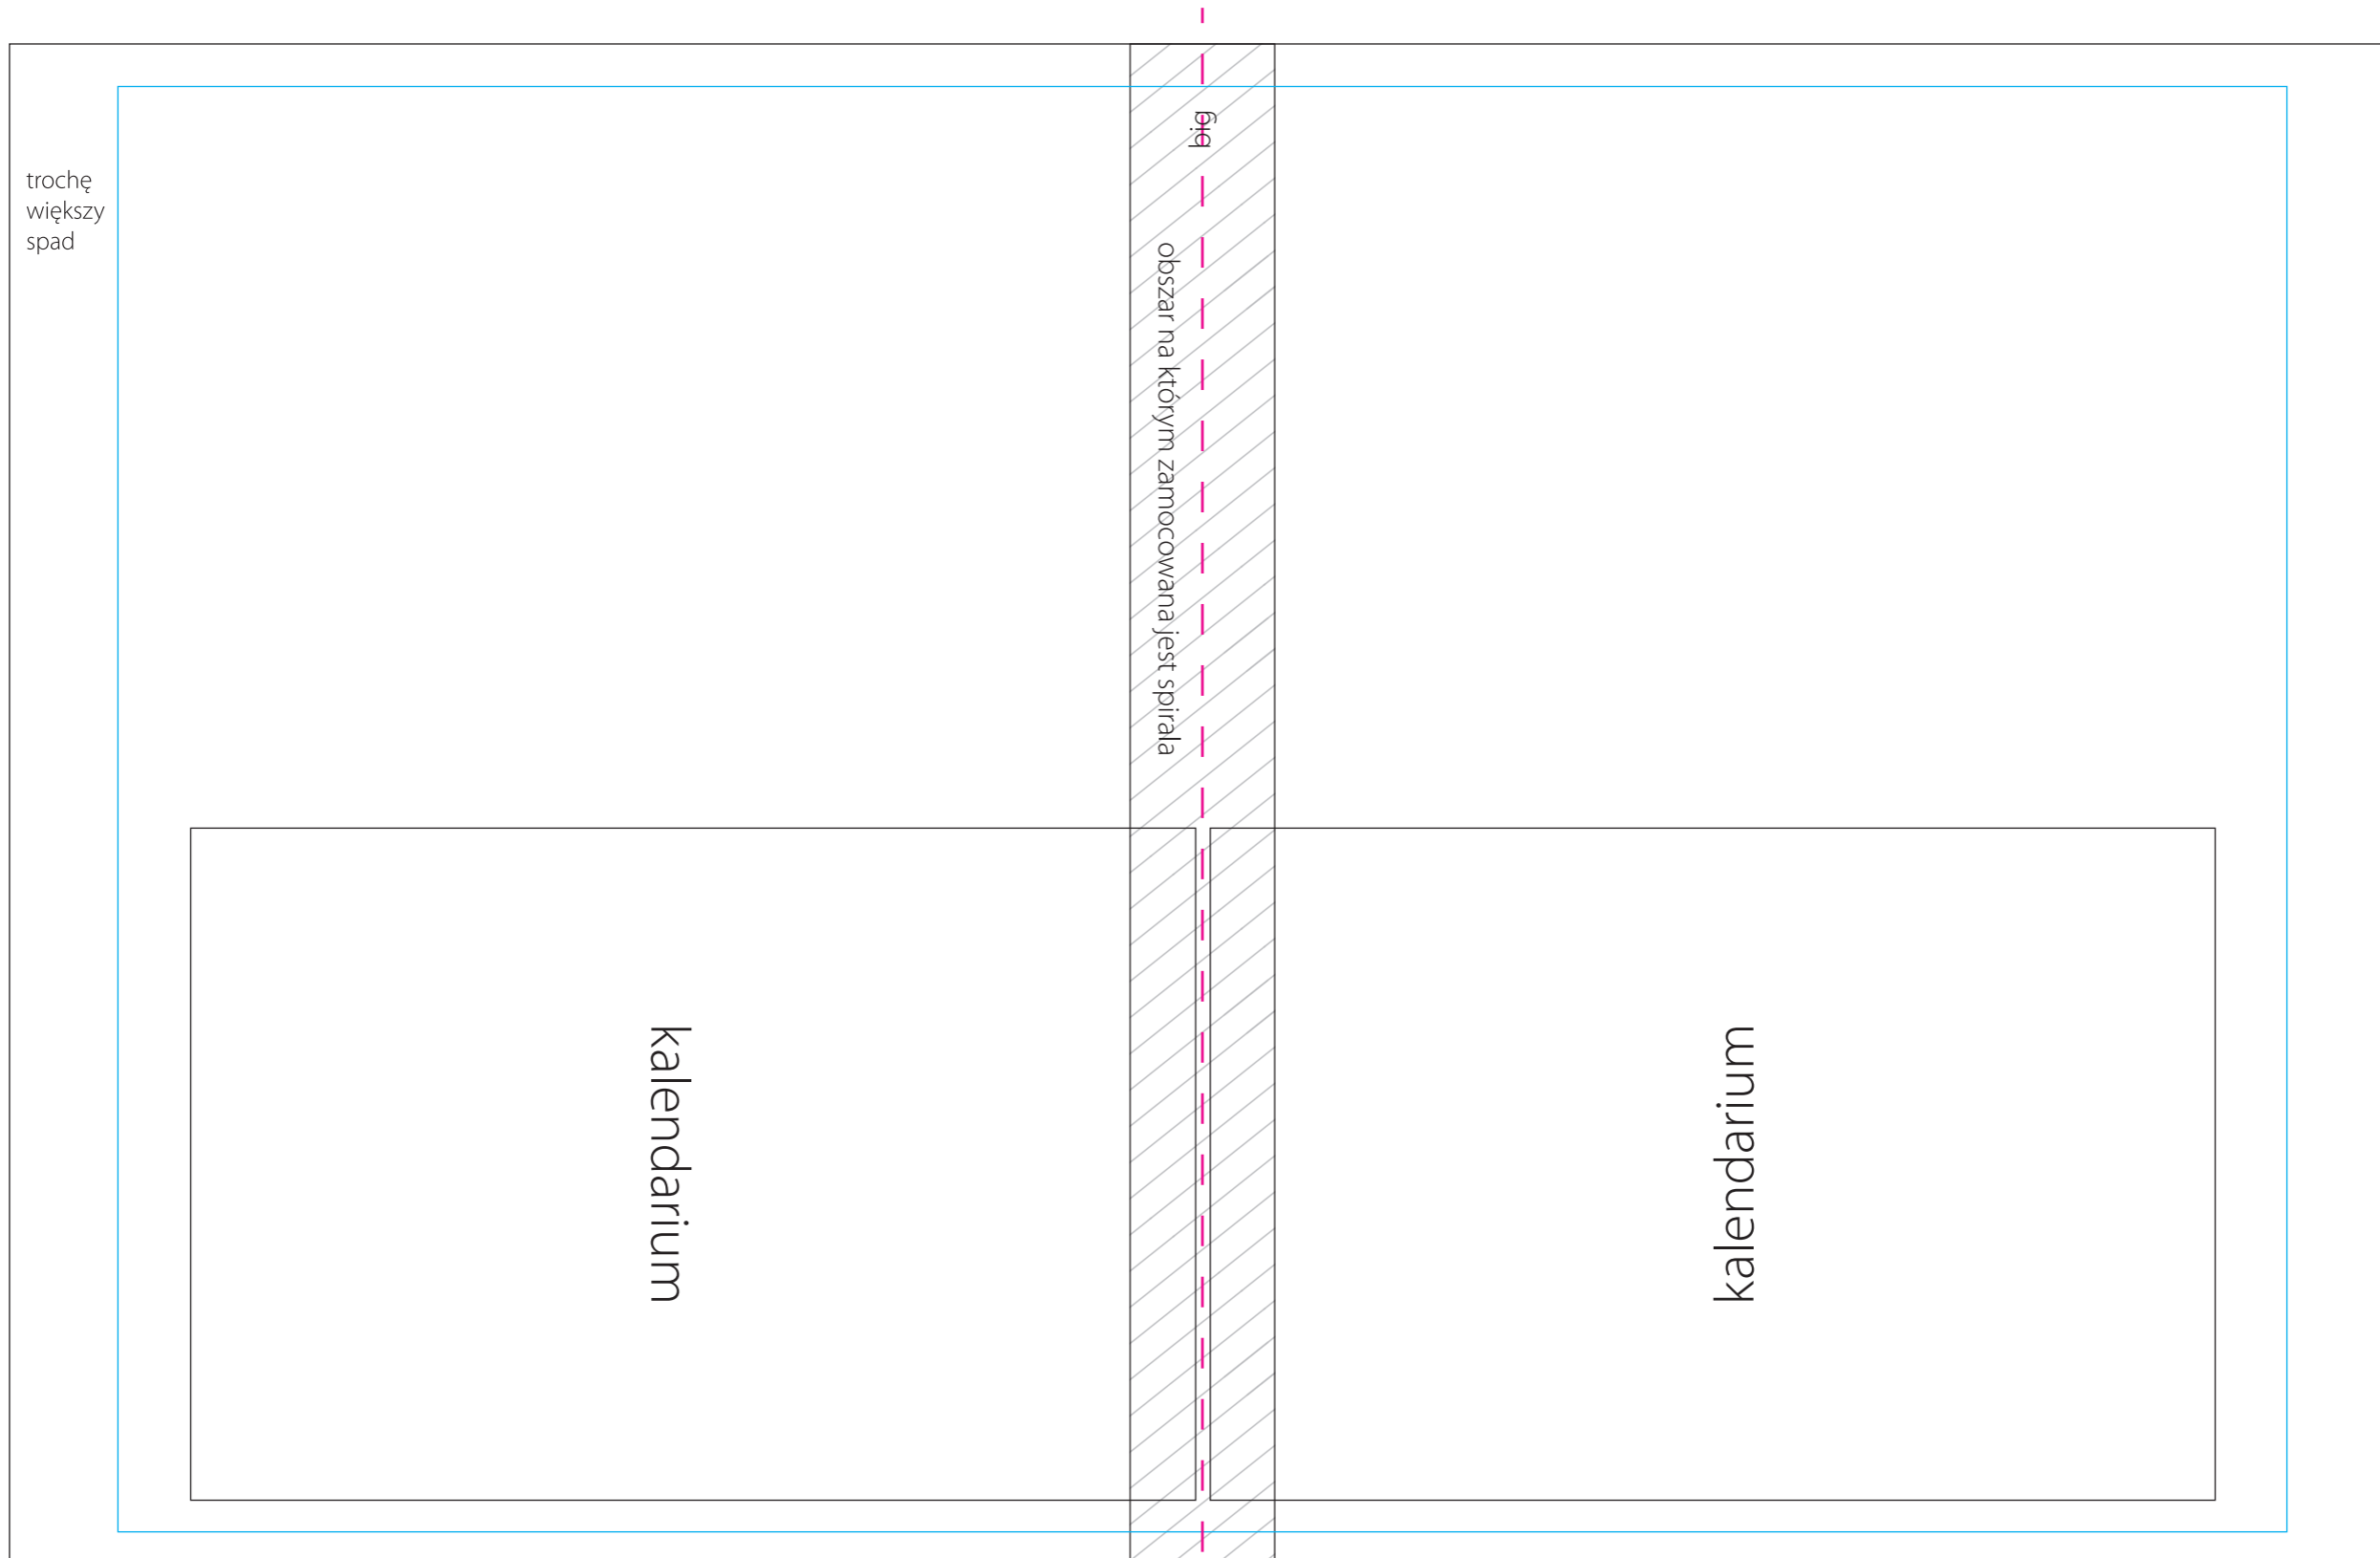 trochę
większy
spad
big
obszar na którym zamocowana jest spirala
kalendarium
kalendarium